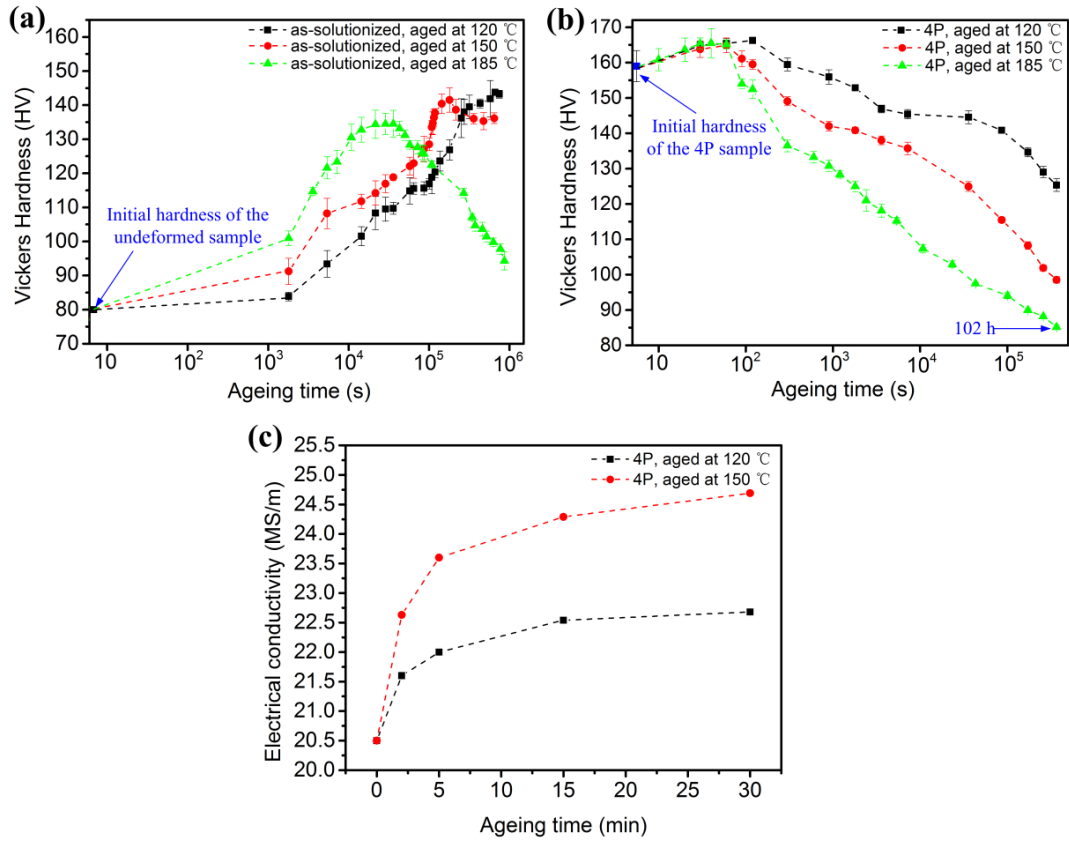 (a)
as-solutionized, aged at 120 ℃
as-solutionized, aged at 150 ℃
as-solutionized, aged at 185 ℃
Vickers Hardness (HV)
160
150
140
130
120
110
100
90
80
70
Initial hardness of the
undeformed sample
10
10²
10³
10⁴
10⁵
10⁶
Ageing time (s)
(b)
4P, aged at 120 ℃
4P, aged at 150 ℃
4P, aged at 185 ℃
Vickers Hardness (HV)
170
160
150
140
130
120
110
100
90
80
Initial hardness
of the 4P sample
102 h
10
10²
10³
10⁴
10⁵
Ageing time (s)
(c)
4P, aged at 120 ℃
4P, aged at 150 ℃
Electrical conductivity (MS/m)
25.5
25.0
24.5
24.0
23.5
23.0
22.5
22.0
21.5
21.0
20.5
20.0
0
5
10
15
20
25
30
Ageing time (min)